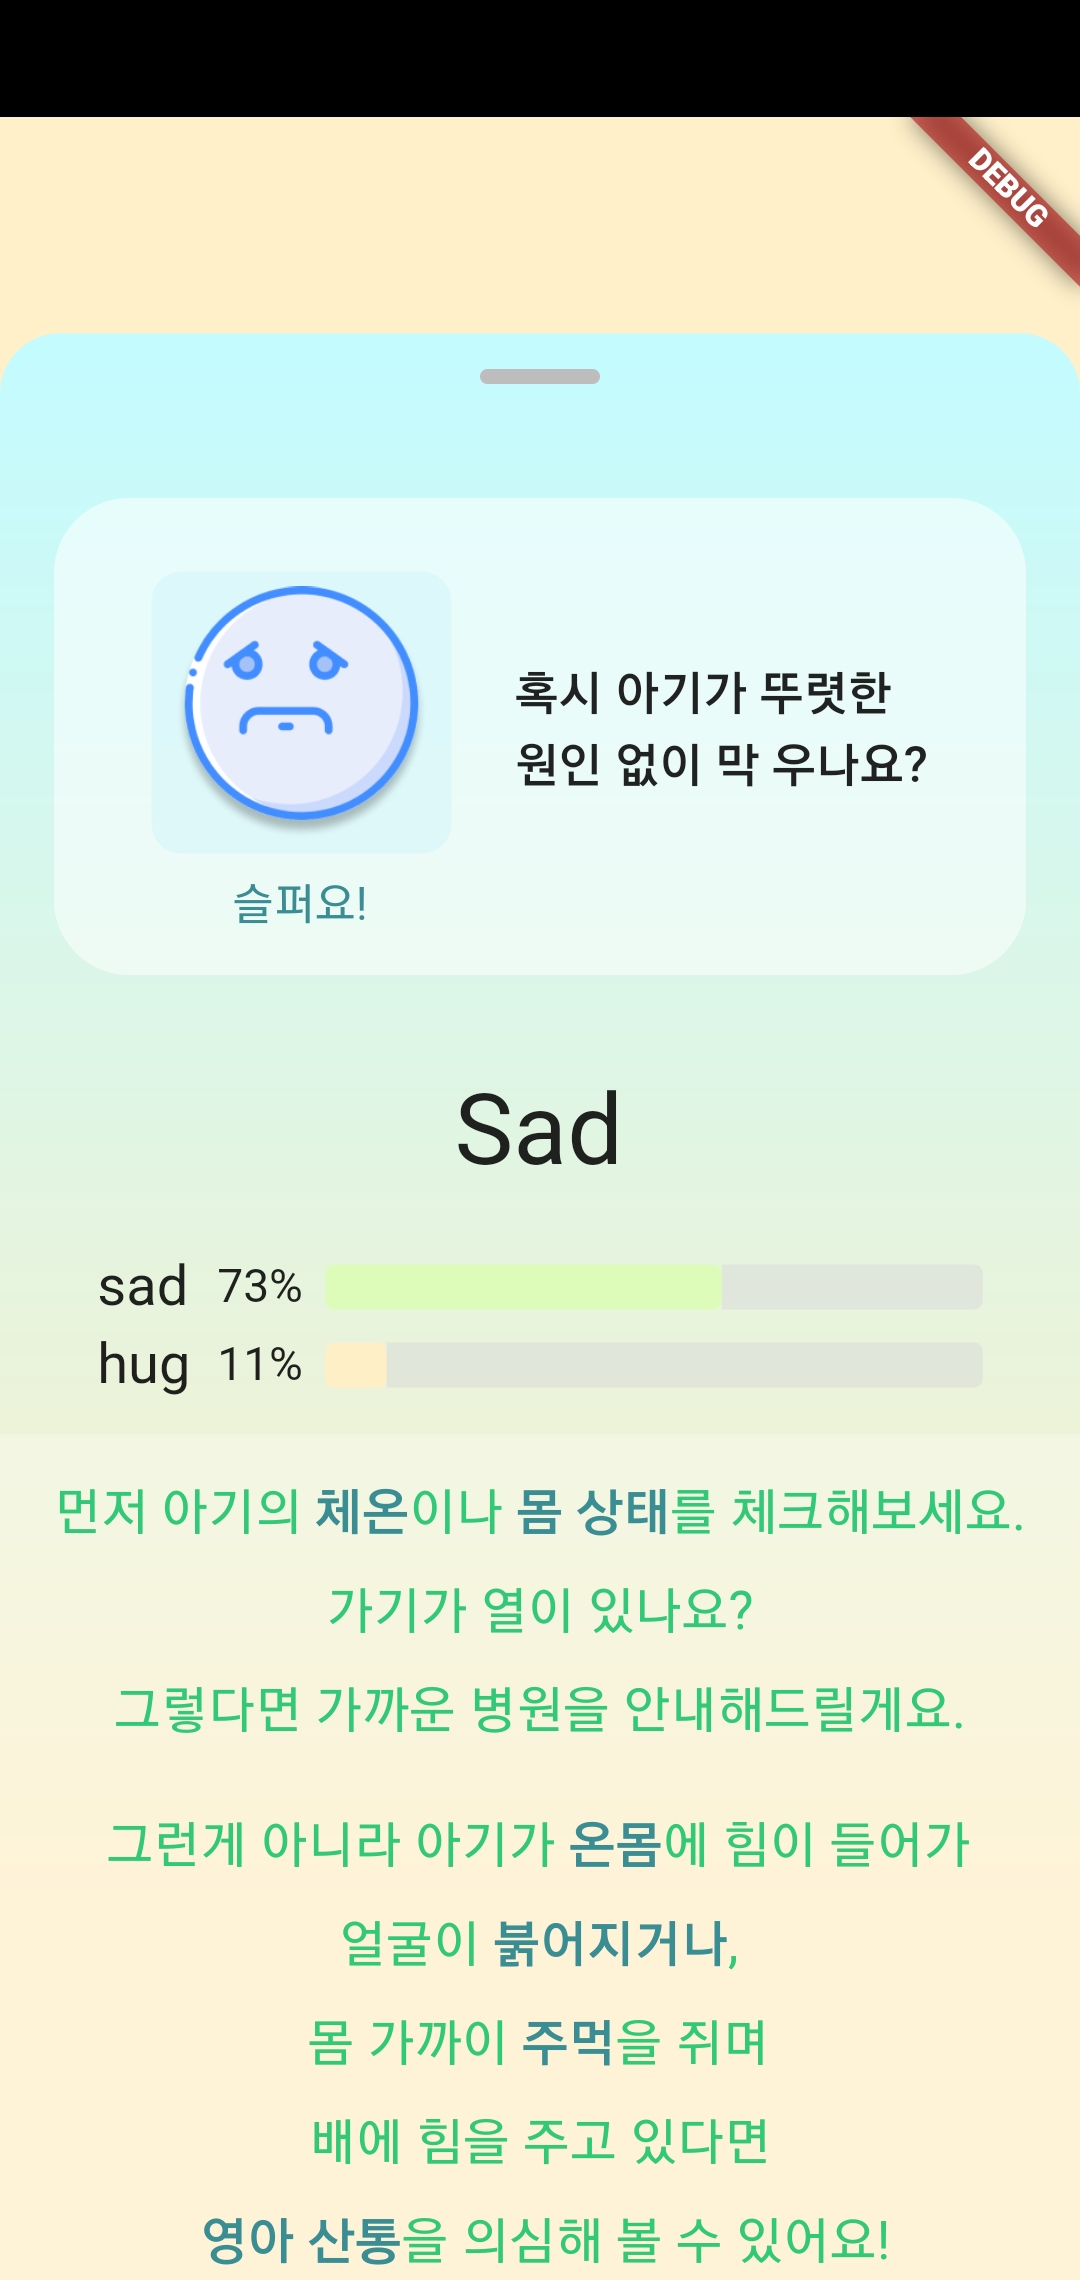 DEBUG
혹시 아기가 뚜렷한
원인 없이 막 우나요?
슬퍼요!
Sad
sad 73%
hug 11%
먼저 아기의 체온이나 몸 상태를 체크해보세요.
가기가 열이 있나요?
그렇다면 가까운 병원을 안내해드릴게요.
그런게 아니라 아기가 온몸에 힘이 들어가
얼굴이 붉어지거나,
몸 가까이 주먹을 쥐며
배에 힘을 주고 있다면
영아 산통을 의심해 볼 수 있어요!